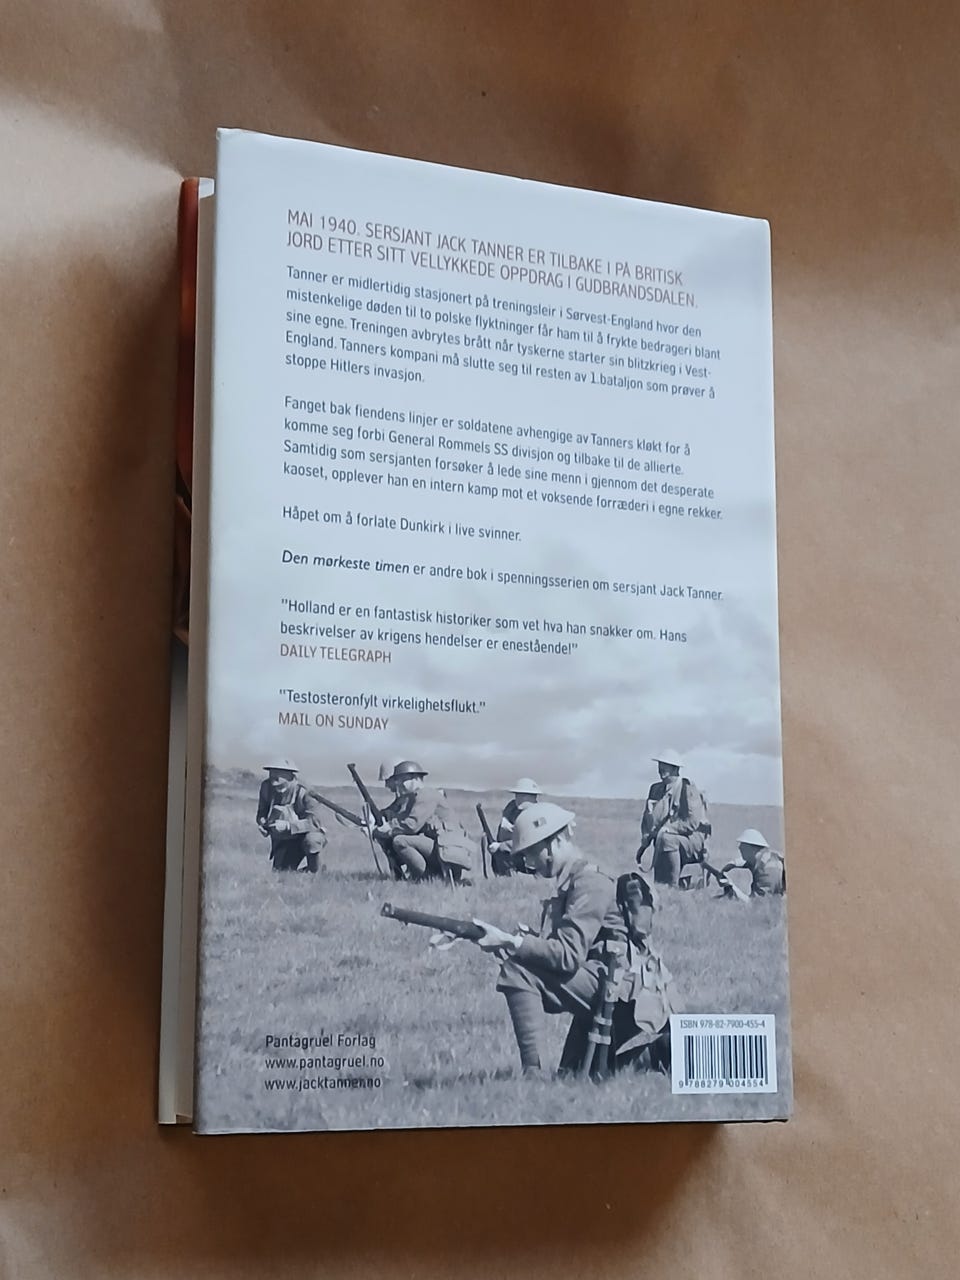 MAI 1940. SERSJANT JACK TANNER ER TILBAKE I PÅ BRITISK
JORD ETTER SITT VELLYKKEDE OPPDRAG I GUDBRANDSDALEN.
Tanner er midlertidig stasjonert på treningsleir i Sørvest-England hvor den
mistenkelige døden til to polske flyktninger får ham til å frykte bedrageri blant
sine egne. Treningen avbrytes brått når tyskerne starter sin blitzkrieg i Vest-
England. Tanners kompani må slutte seg til resten av 1.bataljon som prøver å
stoppe Hitlers invasjon.
Fanget bak fiendens linjer er soldatene avhengige av Tanners kløkt for å
komme seg forbi General Rommels SS divisjon og tilbake til de allierte.
Samtidig som sersjanten forsøker å lede sine menn i gjennom det desperate
kaoset, opplever han en intern kamp mot et voksende forræderi i egne rekker.
Håpet om å forlate Dunkirk i live svinner.
Den mørkeste timen er andre bok i spenningsserien om sersjant Jack Tanner.
"Holland er en fantastisk historiker som vet hva han snakker om. Hans
beskrivelser av krigens hendelser er enestående!"
DAILY TELEGRAPH
"Testosteronfylt virkelighetsflukt."
MAIL ON SUNDAY
Pantagruel Forlag
www.pantagruel.no
www.jacktanner.no
ISBN 978-82-7900-455-4
9 788279 004554